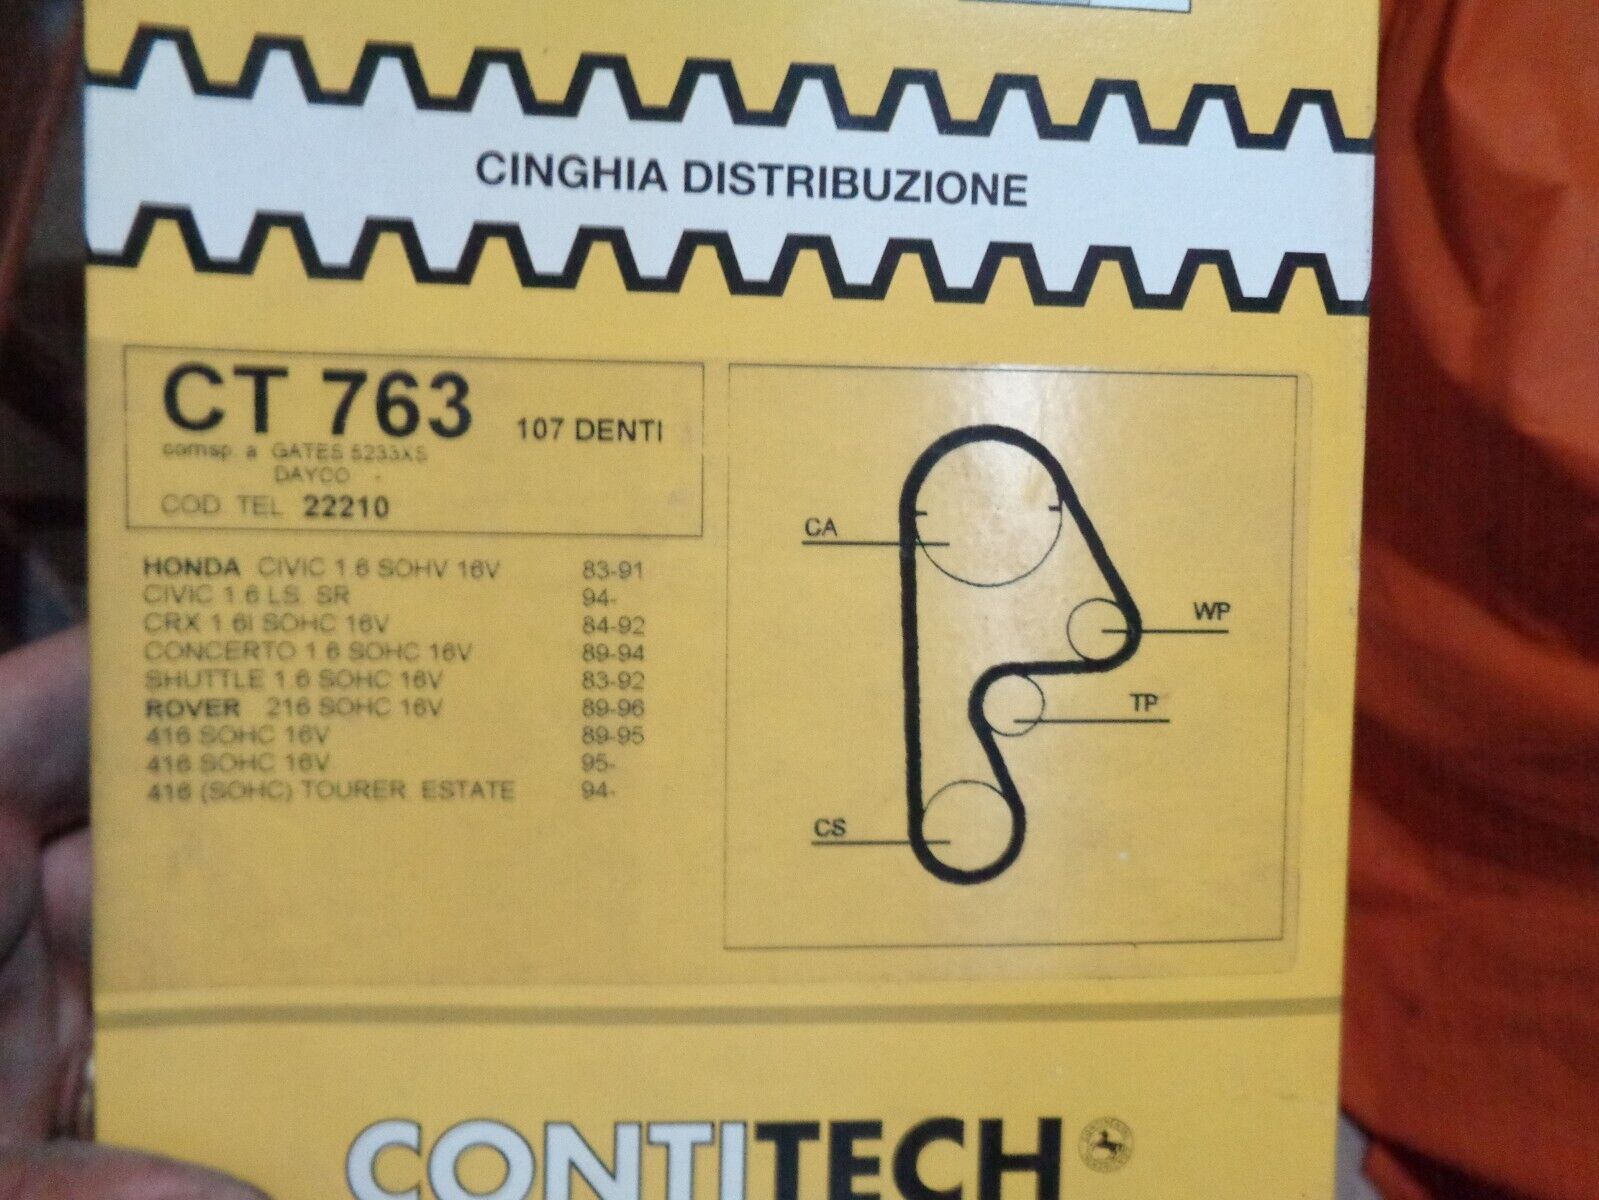 CINGHIA DISTRIBUZIONE
CT 763 107 DENTI
cornsp. a GATES 5233XS
DAYCO
COD. TEL 22210
HONDA CIVIC 1 6 SOHV 16V 83-91
CIVIC 1 6 LS. SR 94-
CRX 1 6I SOHC 16V 84-92
CONCERTO 1 6 SOHC 16V 89-94
SHUTTLE 1 6 SOHC 16V 83-92
ROVER 216 SOHC 16V 89-96
416 SOHC 16V 89-95
416 SOHC 16V 95-
416 (SOHC) TOURER ESTATE 94-
CA
WP
TP
CS
CONTITECH